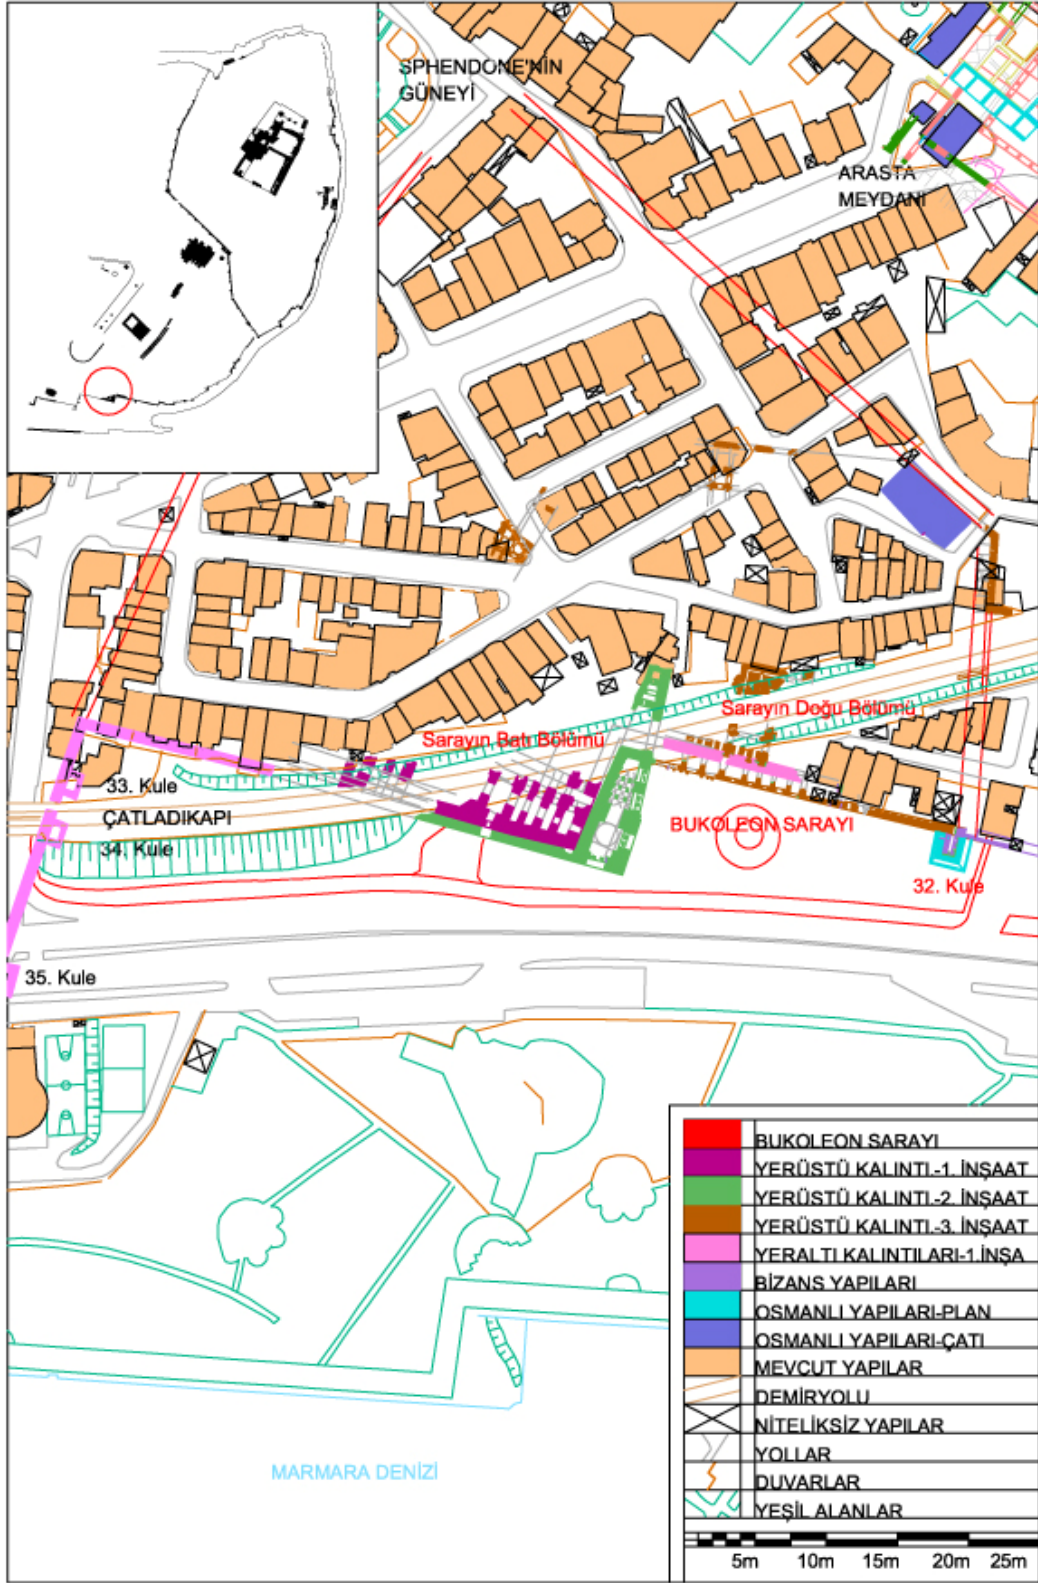 SPHENDONE'NİN
GÜNEYİ
ARASTA
MEYDANI
Sarayın Batı Bölümü
Sarayın Doğu Bölümü
33. Kule
ÇATLADIKAPI
34. Kule
BUKOLEON SARAYI
32. Kule
35. Kule
MARMARA DENİZİ
BUKOLEON SARAYI
YERÜSTÜ KALINTI.-1. İNŞAAT
YERÜSTÜ KALINTI.-2. İNŞAAT
YERÜSTÜ KALINTI.-3. İNŞAAT
YERALTI KALINTILARI-1.İNŞA
BİZANS YAPILARI
OSMANLI YAPILARI-PLAN
OSMANLI YAPILARI-ÇATI
MEVCUT YAPILAR
DEMİRYOLU
NİTELİKSİZ YAPILAR
YOLLAR
DUVARLAR
YEŞİL ALANLAR
5m 10m 15m 20m 25m